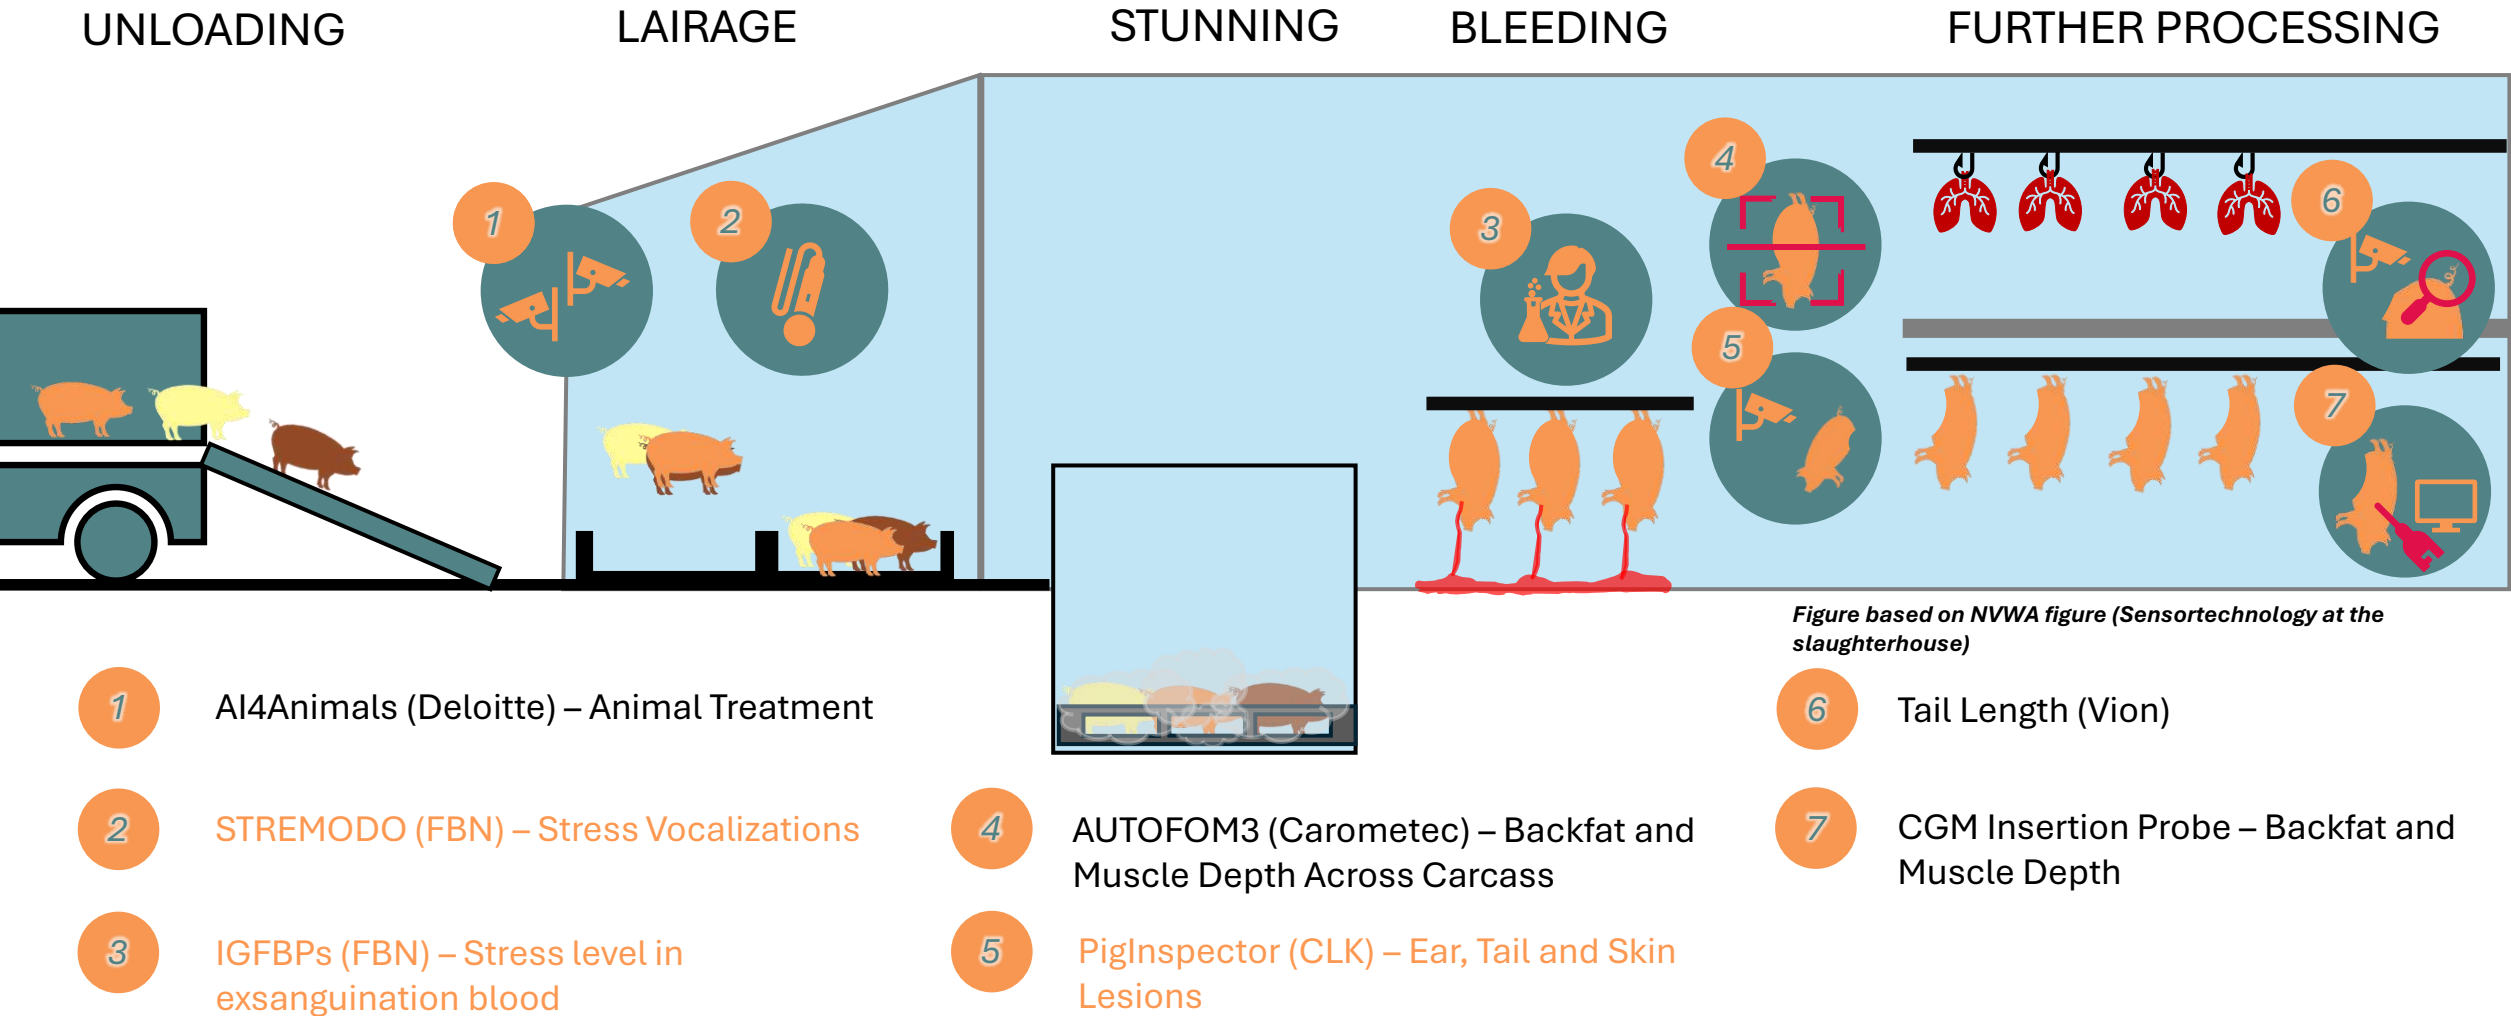 UNLOADING
LAIRAGE
STUNNING
BLEEDING
FURTHER PROCESSING
1
2
3
4
5
6
7
Figure based on NVWA figure (Sensortechnology at the
slaughterhouse)
1
AI4Animals (Deloitte) – Animal Treatment
2
STREMODO (FBN) – Stress Vocalizations
3
IGFBPs (FBN) – Stress level in
exsanguination blood
4
AUTOFOM3 (Carometec) – Backfat and
Muscle Depth Across Carcass
5
PigInspector (CLK) – Ear, Tail and Skin
Lesions
6
Tail Length (Vion)
7
CGM Insertion Probe – Backfat and
Muscle Depth